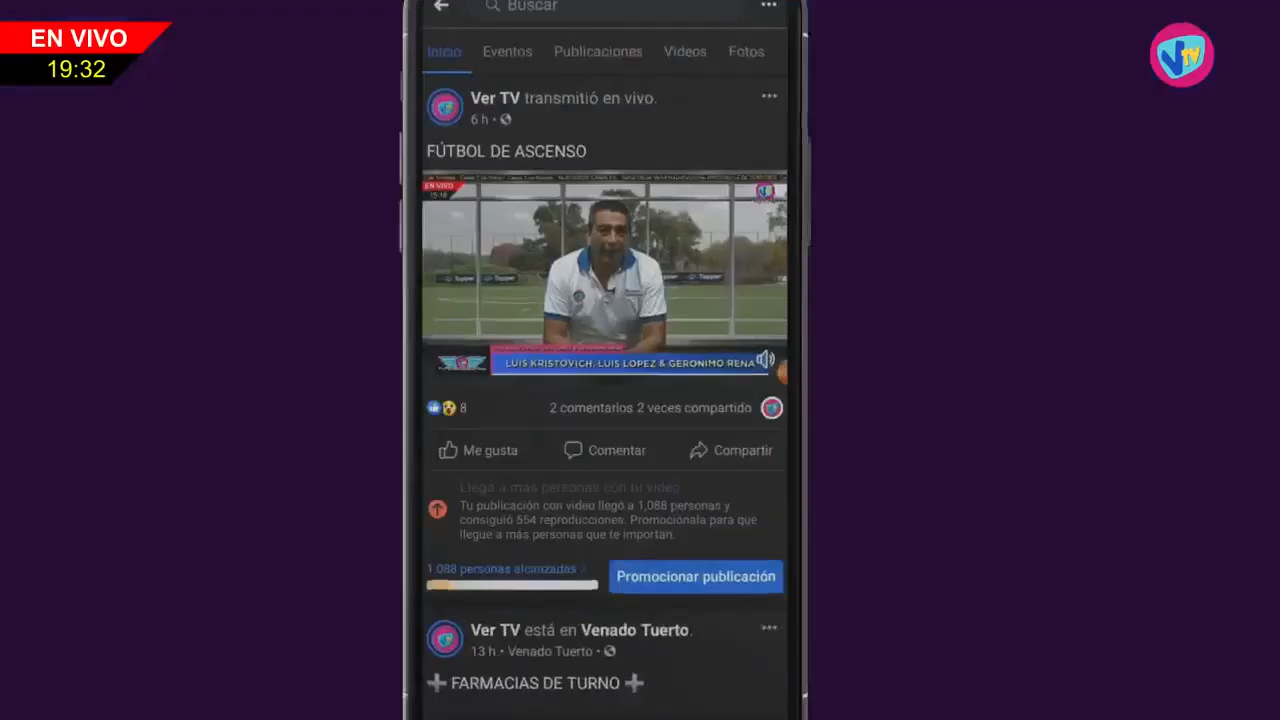 EN VIVO
19:32
VTV
Buscar
Inicio Eventos Publicaciones Videos Fotos
Ver TV transmitió en vivo.
6 h
FÚTBOL DE ASCENSO
EN VIVO
Topper
Topper
LUIS KRISTOVICH, LUIS LOPEZ & GERONIMO RENA
8
2 comentarios 2 veces compartido
Me gusta Comentar Compartir
Llega a más personas con tu video
Tu publicación con video llegó a 1,088 personas y
consiguió 554 reproducciones. Promociónala para que
llegue a más personas que te importan.
1.088 personas alcanzadas
Promocionar publicación
Ver TV está en Venado Tuerto.
13 h • Venado Tuerto •
FARMACIAS DE TURNO